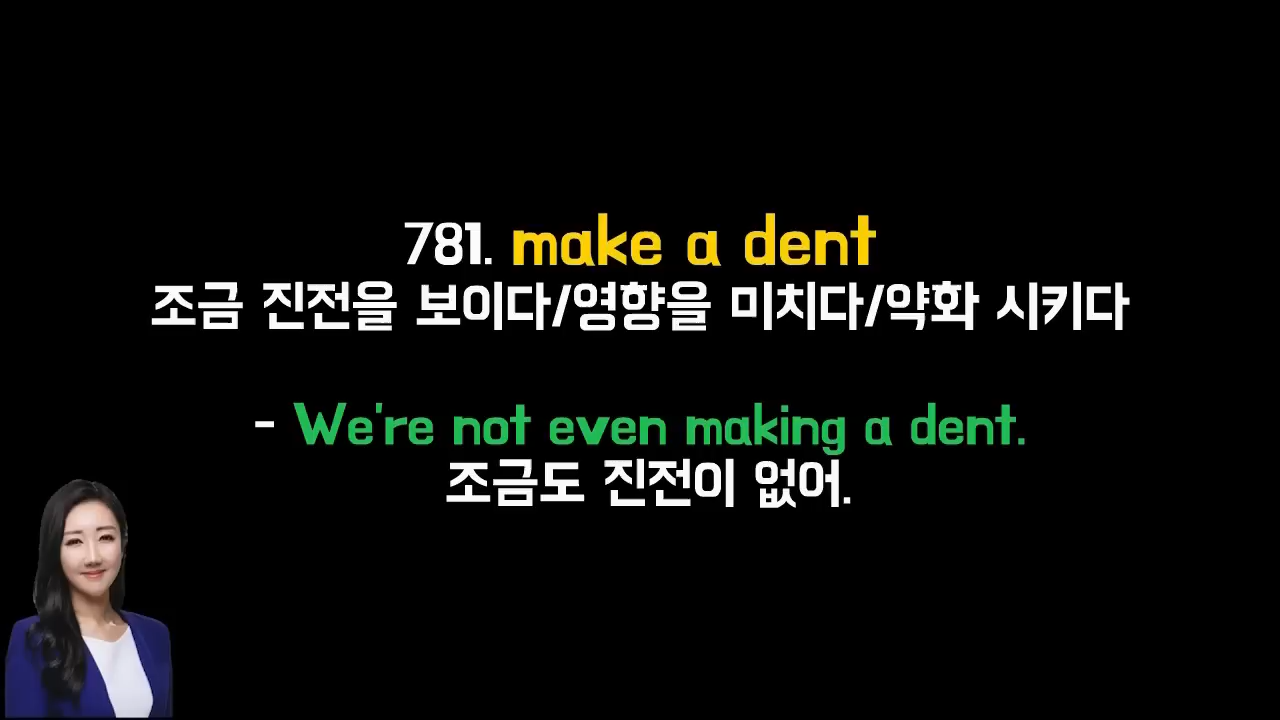 781. make a dent
조금 진전을 보이다/영향을 미치다/약화 시키다
- We're not even making a dent.
조금도 진전이 없어.